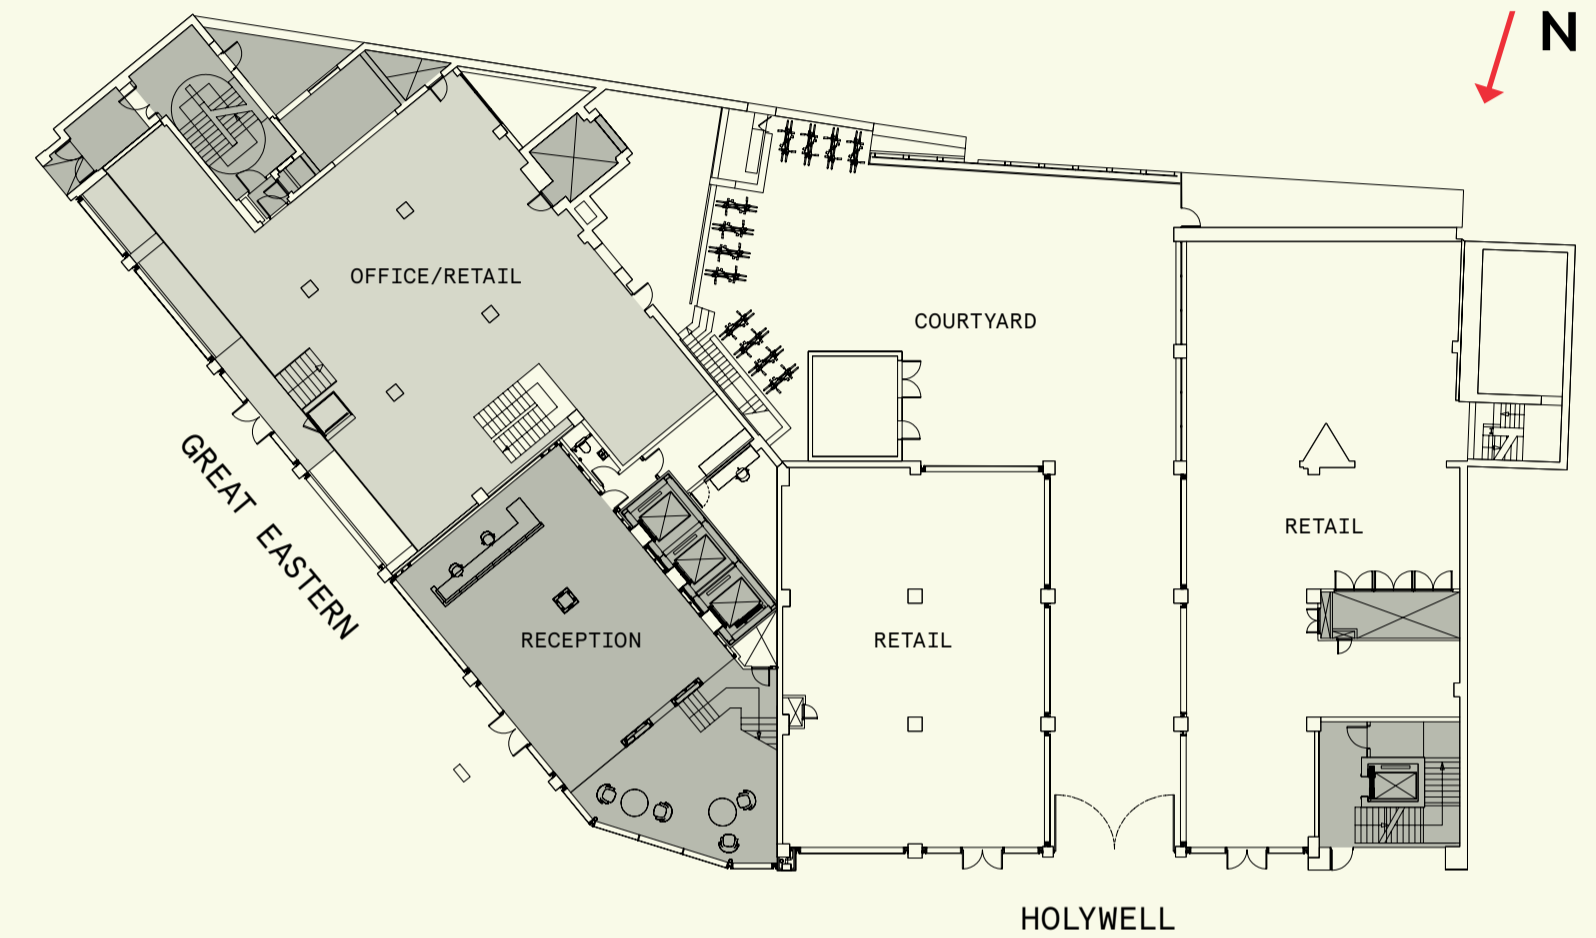 N
OFFICE/RETAIL
COURTYARD
GREAT EASTERN
RETAIL
RECEPTION
RETAIL
HOLYWELL